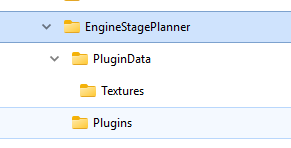 EngineStagePlanner
PluginData
Textures
Plugins